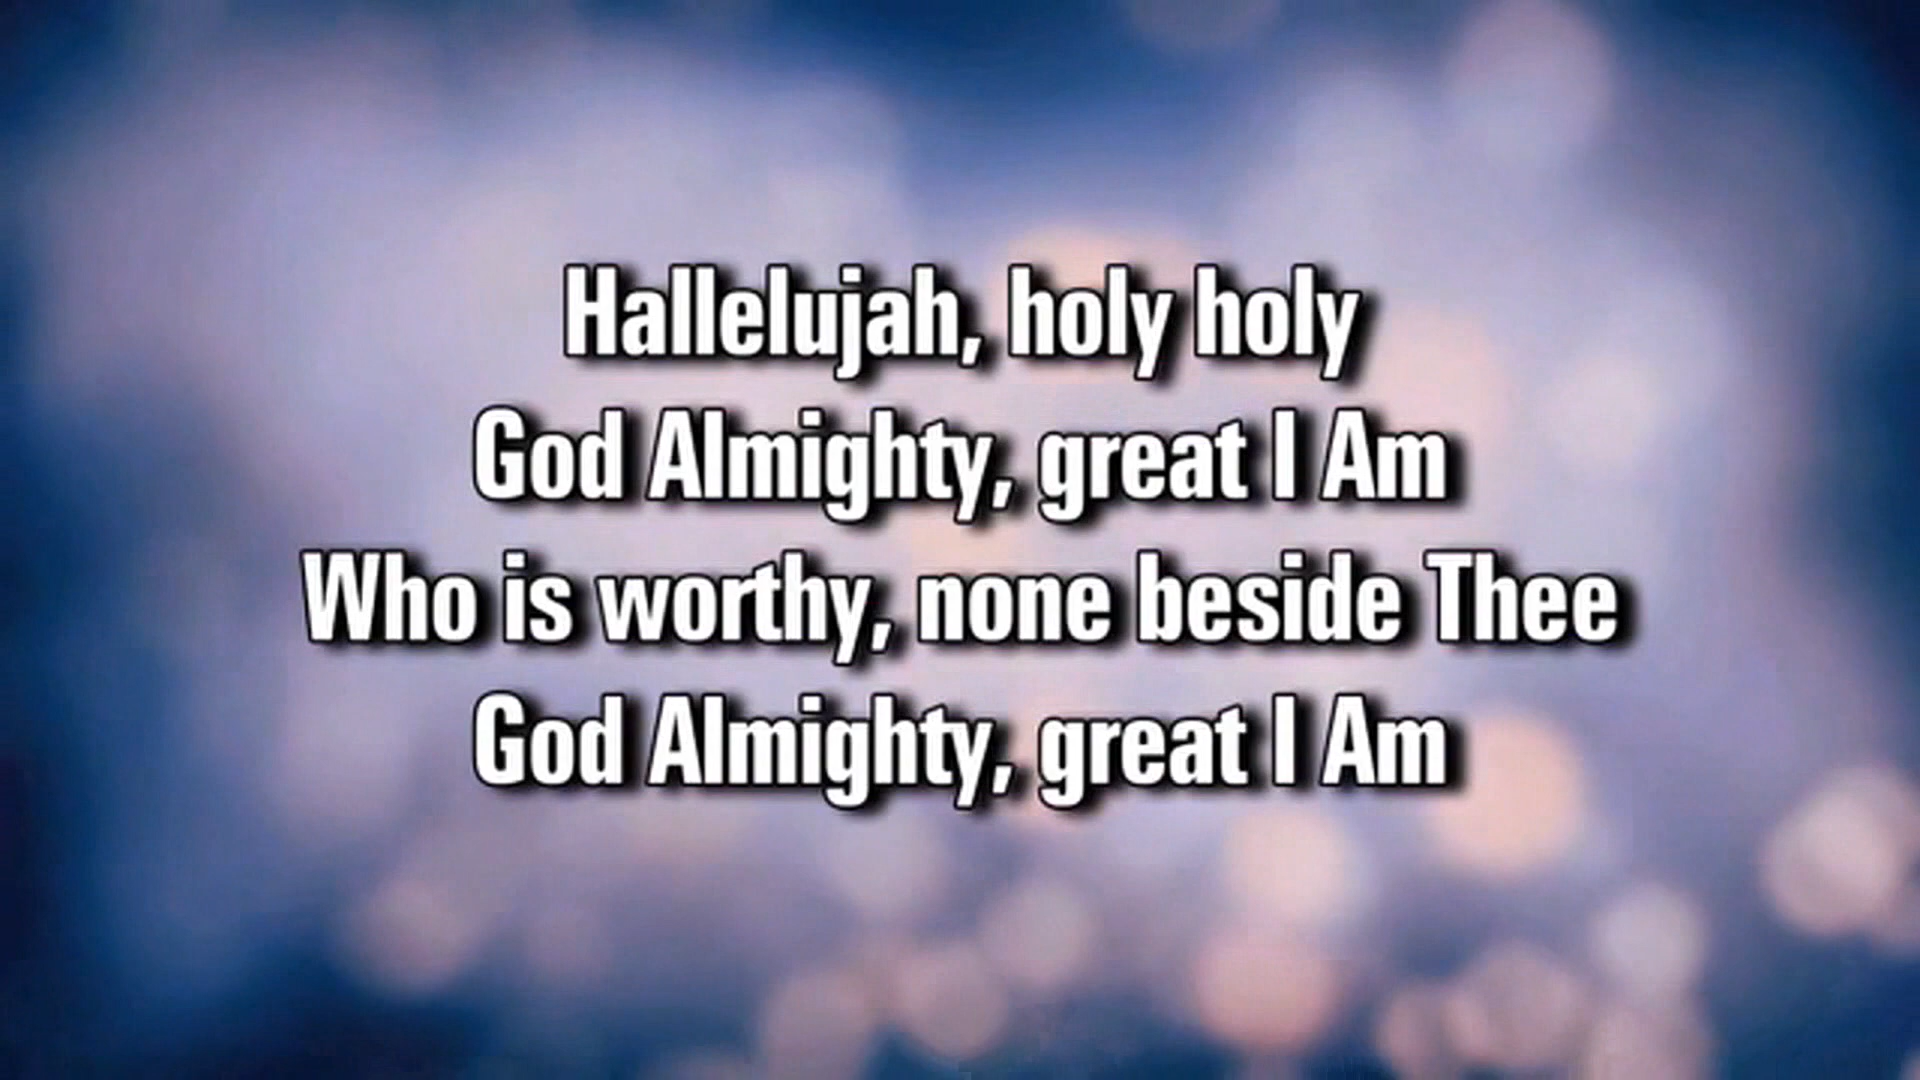 Hallelujah, holy holy
God Almighty, great I Am
Who is worthy, none beside Thee
God Almighty, great I Am